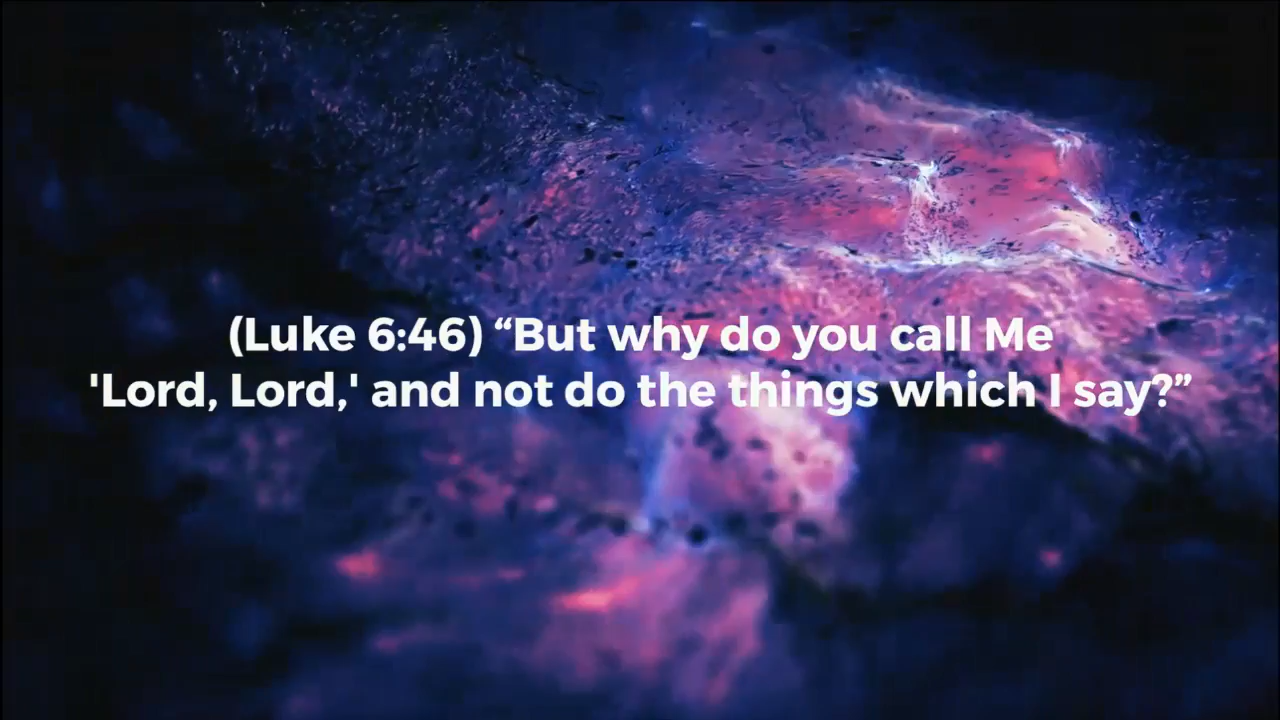 (Luke 6:46) “But why do you call Me
'Lord, Lord,' and not do the things which I say?”